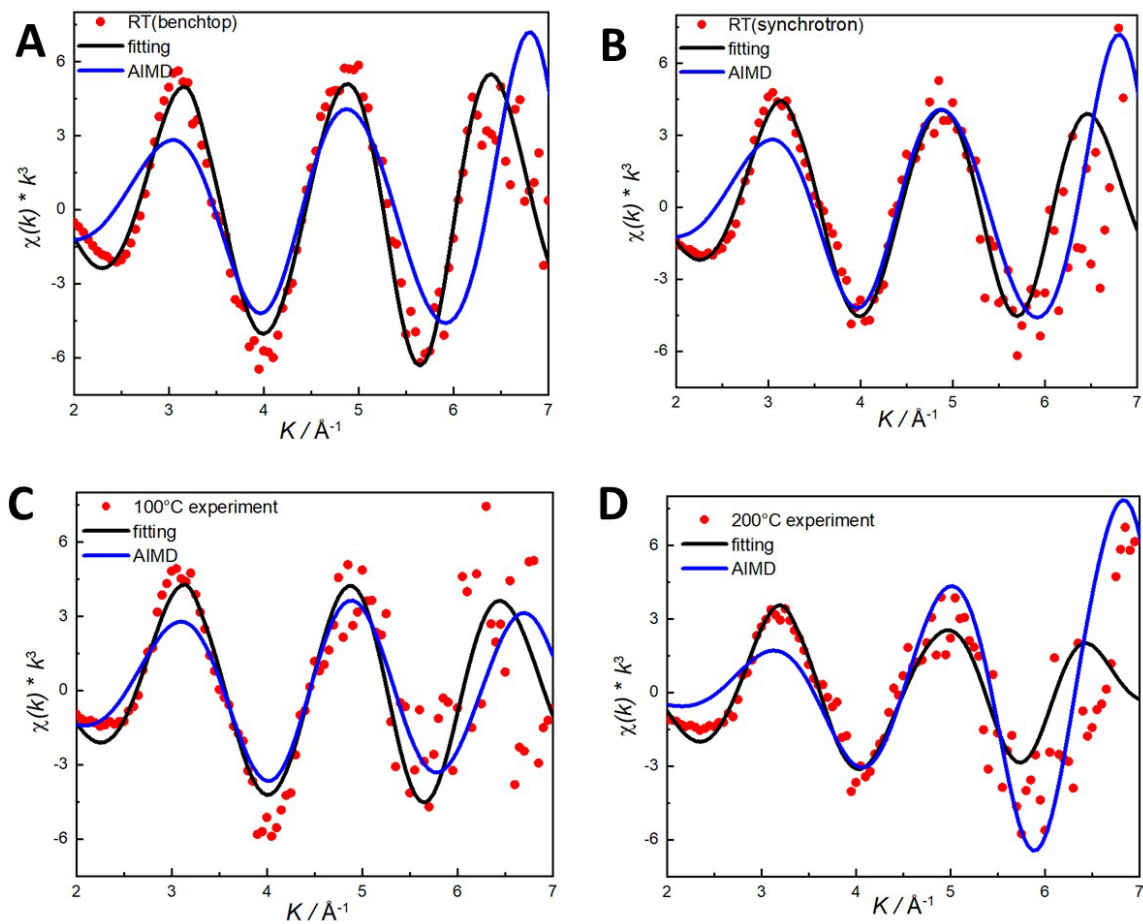 A
RT(benchtop)
fitting
AIMD
6
3
0
-3
-6
χ(k) * k³
2 3 4 5 6 7
K / Å⁻¹
B
RT(synchrotron)
fitting
AIMD
6
3
0
-3
-6
χ(k) * k³
2 3 4 5 6 7
K / Å⁻¹
C
100°C experiment
fitting
AIMD
6
3
0
-3
-6
χ(k) * k³
2 3 4 5 6 7
K / Å⁻¹
D
200°C experiment
fitting
AIMD
6
3
0
-3
-6
χ(k) * k³
2 3 4 5 6 7
K / Å⁻¹